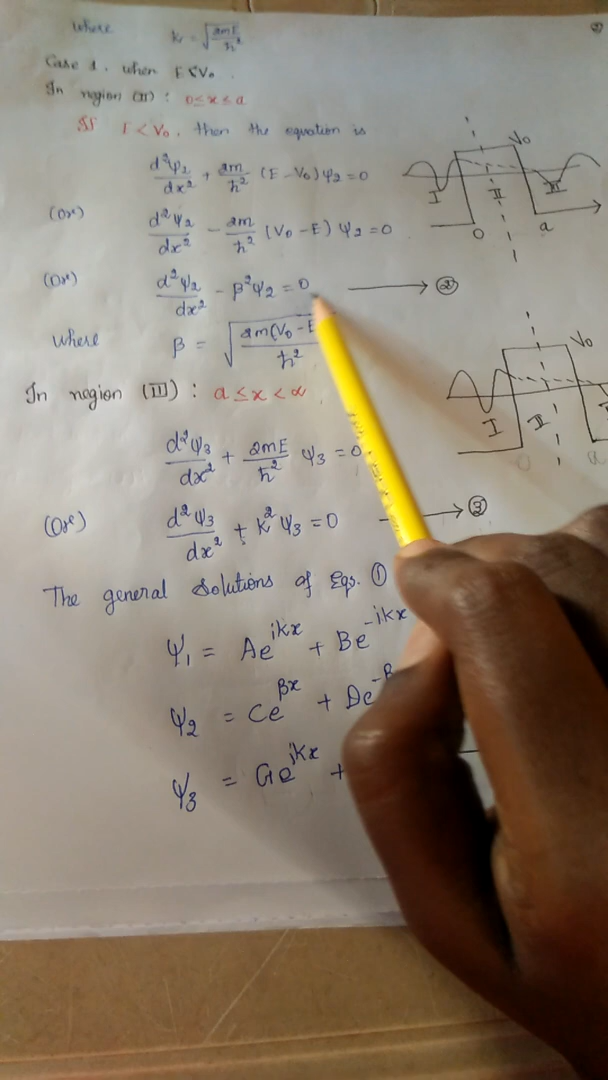 where K = √2mE/ħ²
Case 1. when E<V₀.
In region (II): 0≤x≤a
If E < V₀, then the equation is
d²ψ₂/dx² + 2m/ħ² (E-V₀)ψ₂=0
(Or) d²ψ₂/dx² - 2m/ħ² (V₀-E)ψ₂=0
(Or) d²ψ₂/dx² - β²ψ₂=0 → ②
where β = √2m(V₀-E/ħ²
In region (III): a≤x<α
d²ψ₃/dx² + 2mE/ħ² ψ₃=0
(Or) d²ψ₃/dx² + K²ψ₃=0 → ③
The general Solutions of Eqs. ①
ψ₁ = Ae^ikx + Be^-ikx
ψ₂ = Ce^βx + De^-β
ψ₃ = Ge^ikx +
V₀
I
II
III
0
a
V₀
I
II
0
a